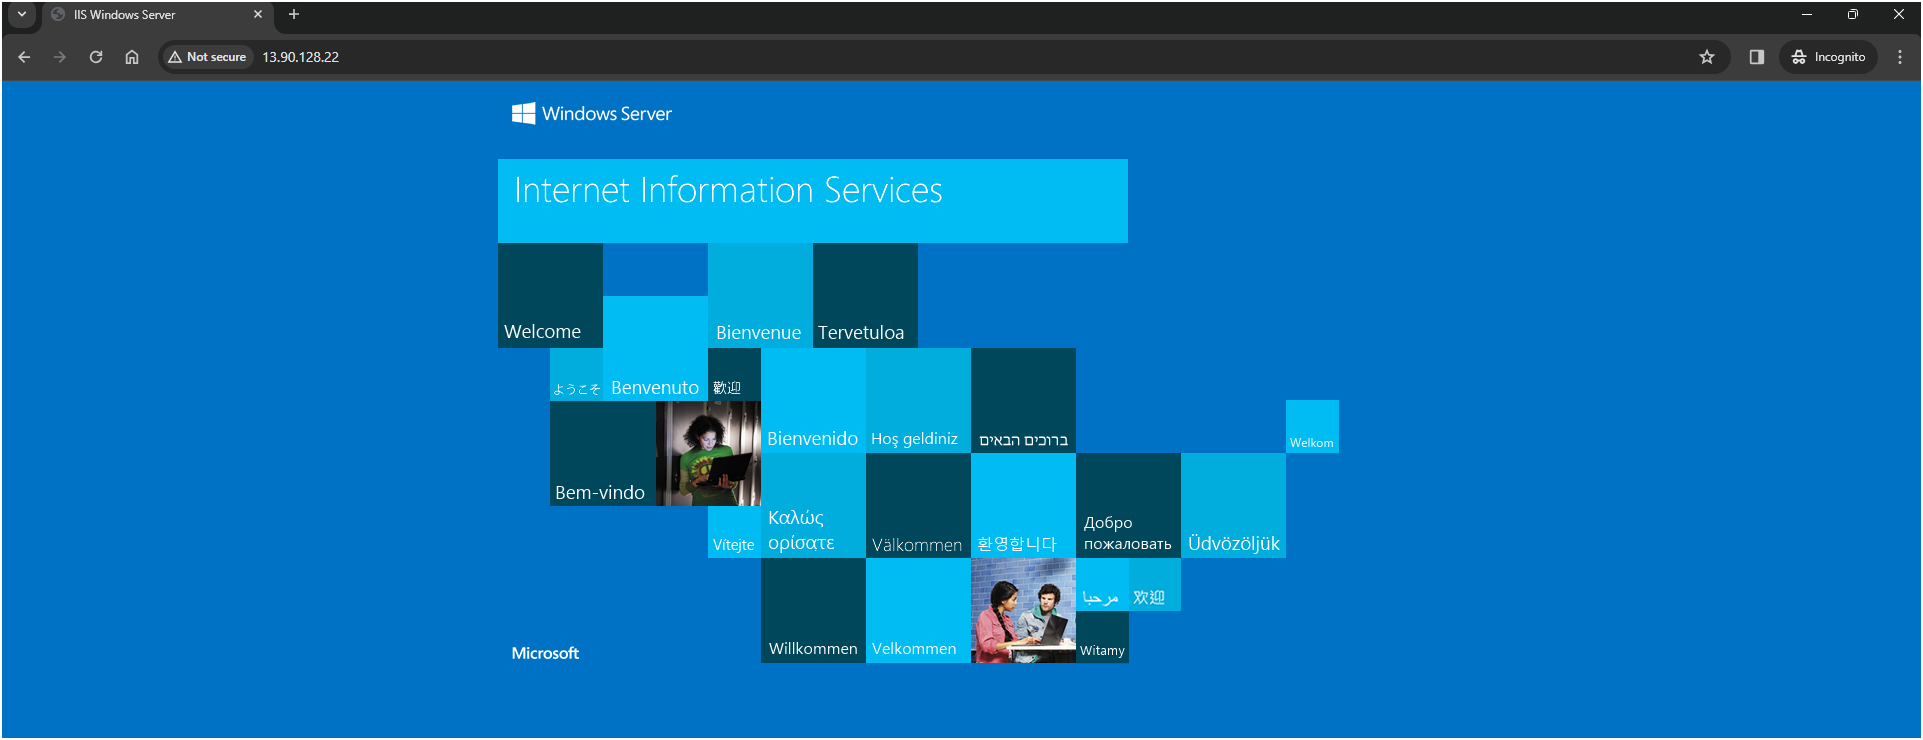 IIS Windows Server
Not secure
13.90.128.22
Incognito
Windows Server
Internet Information Services
Welcome
Bienvenue
Tervetuloa
ようこそ
Benvenuto
歡迎
Bienvenido
Hoş geldiniz
ברוכים הבאים
Welkom
Bem-vindo
Vítejte
Καλώς
ορίσατε
Välkommen
환영합니다
Добро
пожаловать
Üdvözöljük
مرحبا
欢迎
Willkommen
Velkommen
Witamy
Microsoft